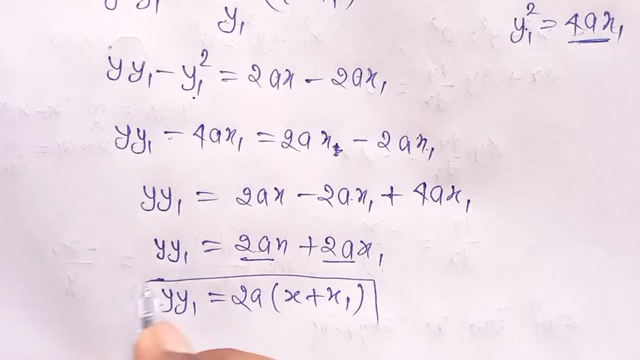 y₁
y₁² = 4ax₁
yy₁ - y₁² = 2ax - 2ax₁
yy₁ - 4ax₁ = 2ax - 2ax₁
yy₁ = 2ax - 2ax₁ + 4ax₁
yy₁ = 2ax + 2ax₁
yy₁ = 2a(x+x₁)